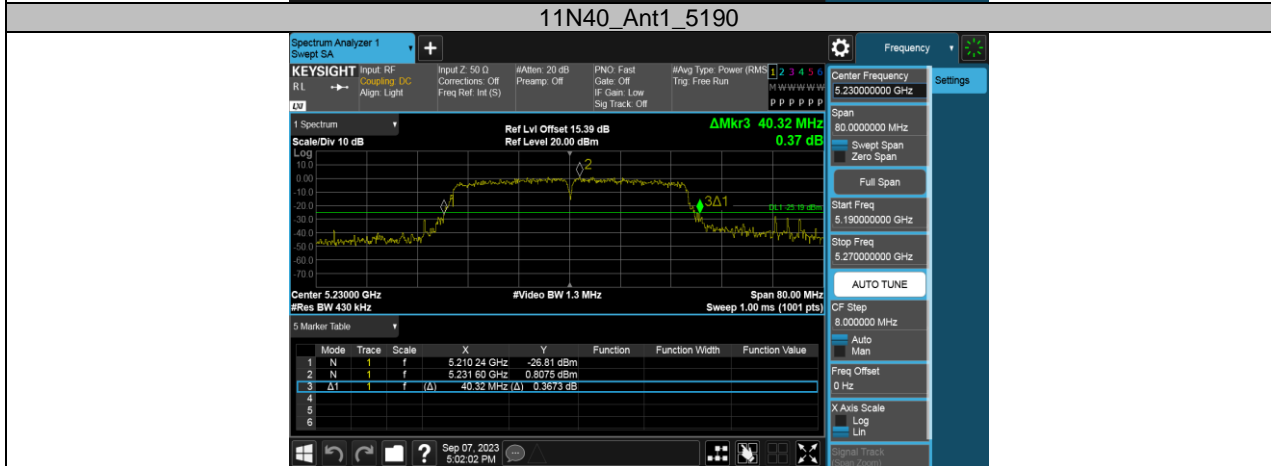 11N40_Ant1_5190
Spectrum Analyzer 1
Swept SA
+
Frequency
KEYSIGHT
RL
LXI
Input: RF
Coupling: DC
Align: Light
Input Z: 50 Ω
Corrections: Off
Freq Ref: Int (S)
#Atten: 20 dB
Preamp: Off
PNO: Fast
Gate: Off
IF Gain: Low
Sig Track: Off
#Avg Type: Power (RMS
Trig: Free Run
1 2 3 4 5 6
M W W W W W
P P P P P P
1 Spectrum
Scale/Div 10 dB
Ref Lvl Offset 15.39 dB
Ref Level 20.00 dBm
ΔMkr3 40.32 MHz
0.37 dB
Log
10.0
0.00
-10.0
-20.0
-30.0
-40.0
-50.0
-60.0
-70.0
2
3Δ1
DL1 -25.19 dBm
Center 5.23000 GHz
#Res BW 430 kHz
#Video BW 1.3 MHz
Span 80.00 MHz
Sweep 1.00 ms (1001 pts)
5 Marker Table
Mode Trace Scale X Y Function Function Width Function Value
1 N 1 f 5.210 24 GHz -26.81 dBm
2 N 1 f 5.231 60 GHz 0.8075 dBm
3 Δ1 1 f (Δ) 40.32 MHz (Δ) 0.3673 dB
4
5
6
Sep 07, 2023
5:02:02 PM
Center Frequency
5.230000000 GHz
Settings
Span
80.0000000 MHz
Swept Span
Zero Span
Full Span
Start Freq
5.190000000 GHz
Stop Freq
5.270000000 GHz
AUTO TUNE
CF Step
8.000000 MHz
Auto
Man
Freq Offset
0 Hz
X Axis Scale
Log
Lin
Signal Track
(Span Zoom)